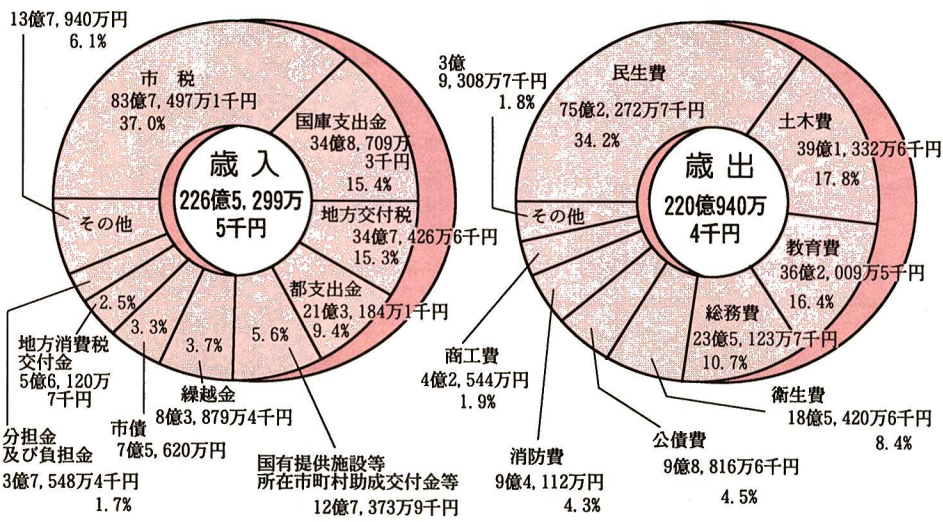 13億7,940万円
6.1%
市 税
83億7,497万1千円
37.0%
国庫支出金
34億8,709万
3千円
15.4%
歳 入
226億5,299万
5千円
地方交付税
34億7,426万6千円
15.3%
都支出金
21億3,184万1千円
9.4%
その他
2.5%
3.3%
3.7%
5.6%
地方消費税
交付金
5億6,120万
7千円
分担金
及び負担金
3億7,548万4千円
1.7%
市債
7億5,620万円
繰越金
8億3,879万4千円
国有提供施設等
所在市町村助成交付金等
12億7,373万9千円
3億
9,308万7千円
1.8%
民生費
75億2,272万7千円
34.2%
土木費
39億1,332万6千円
17.8%
歳 出
220億940万
4千円
教育費
36億2,009万5千円
16.4%
総務費
23億5,123万7千円
10.7%
その他
商工費
4億2,544万円
1.9%
消防費
9億4,112万円
4.3%
公債費
9億8,816万6千円
4.5%
衛生費
18億5,420万6千円
8.4%